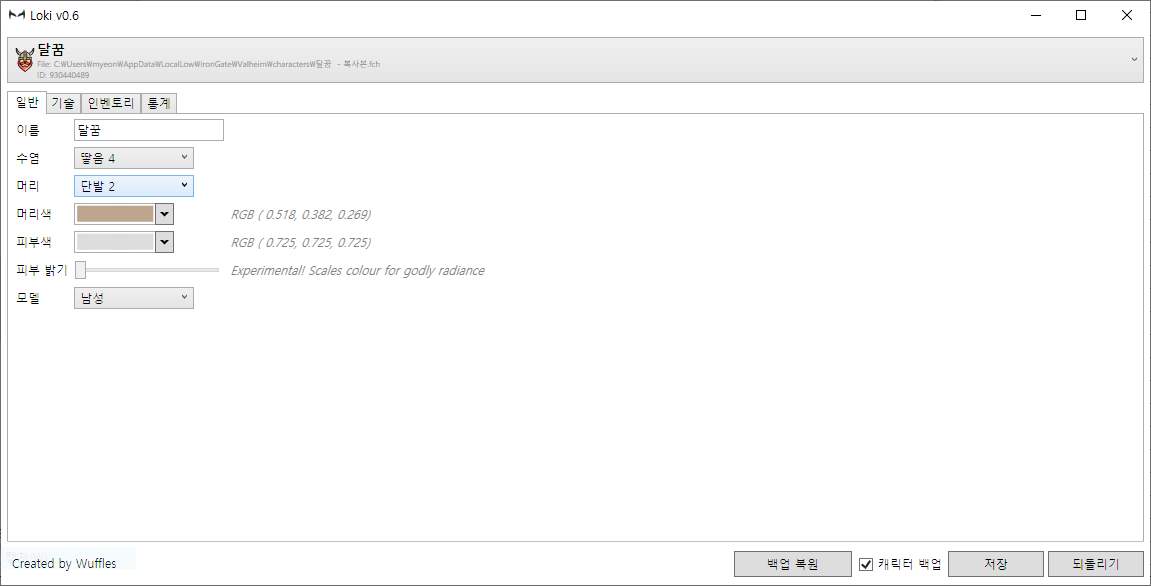 Loki v0.6
달꿈
File: C:₩Users₩myeon₩AppData₩LocalLow₩IronGate₩Valheim₩characters₩달꿈 - 복사본.fch
ID: 930440489
일반 기술 인벤토리 통계
이름 달꿈
수염 땋음 4
머리 단발 2
머리색 RGB ( 0.518, 0.382, 0.269)
피부색 RGB ( 0.725, 0.725, 0.725)
피부 밝기 Experimental! Scales colour for godly radiance
모델 남성
Created by Wuffles 백업 복원 캐릭터 백업 저장 되돌리기